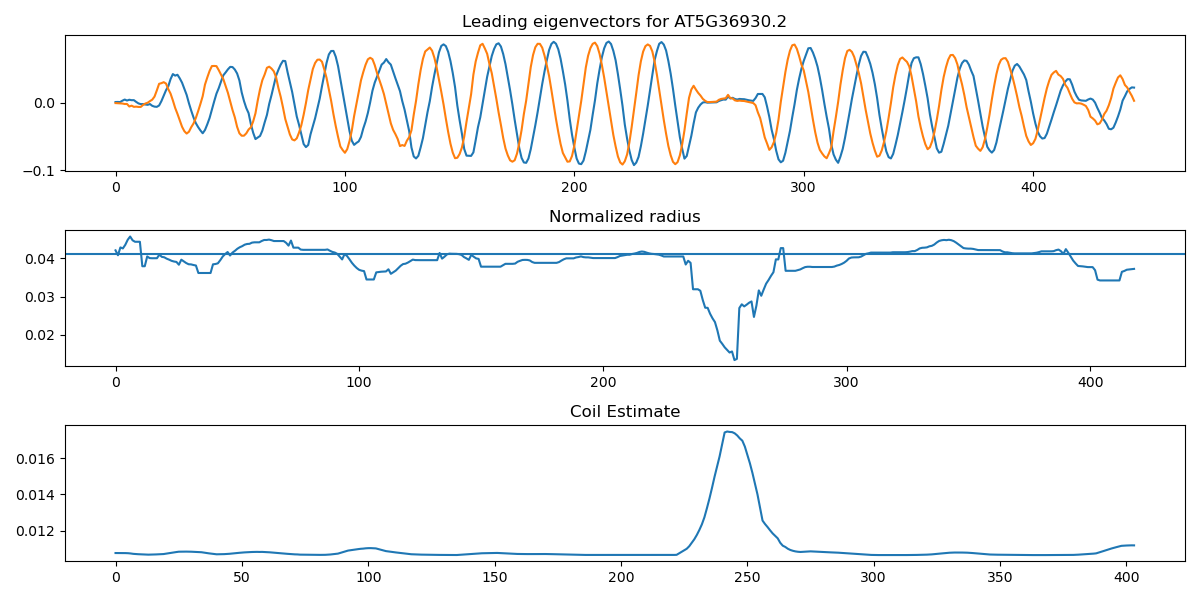 Leading eigenvectors for AT5G36930.2
0.0
−0.1
0 100 200 300 400
Normalized radius
0.04
0.03
0.02
0 100 200 300 400
Coil Estimate
0.016
0.014
0.012
0 50 100 150 200 250 300 350 400